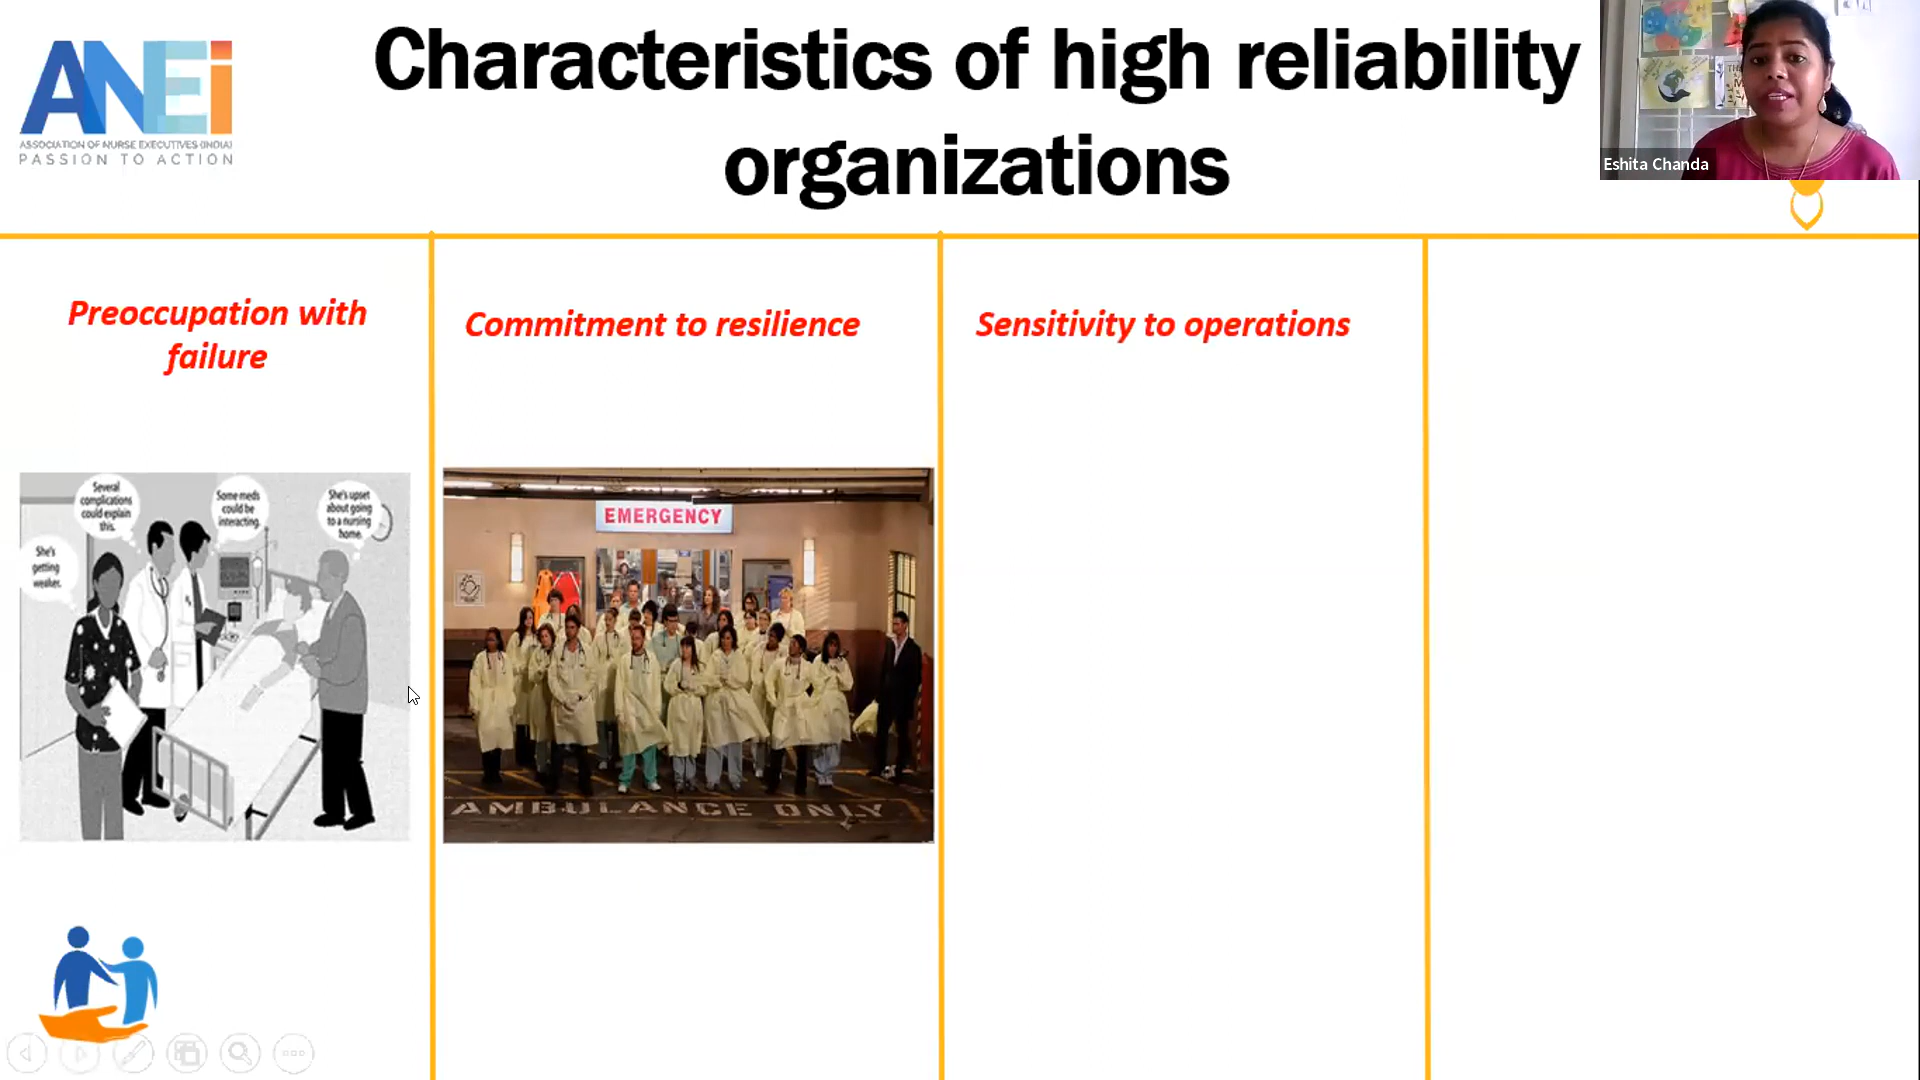 ANEi
ASSOCIATION OF NURSE EXECUTIVES (INDIA)
PASSION TO ACTION
Characteristics of high reliability
organizations
Eshita Chanda
Preoccupation with
failure
Commitment to resilience
Sensitivity to operations
She's
getting
weaker.
Several
complications
could explain
this.
Some meds
could be
interacting.
She's upset
about going
to a nursing
home.
EMERGENCY
AMBULANCE ONLY